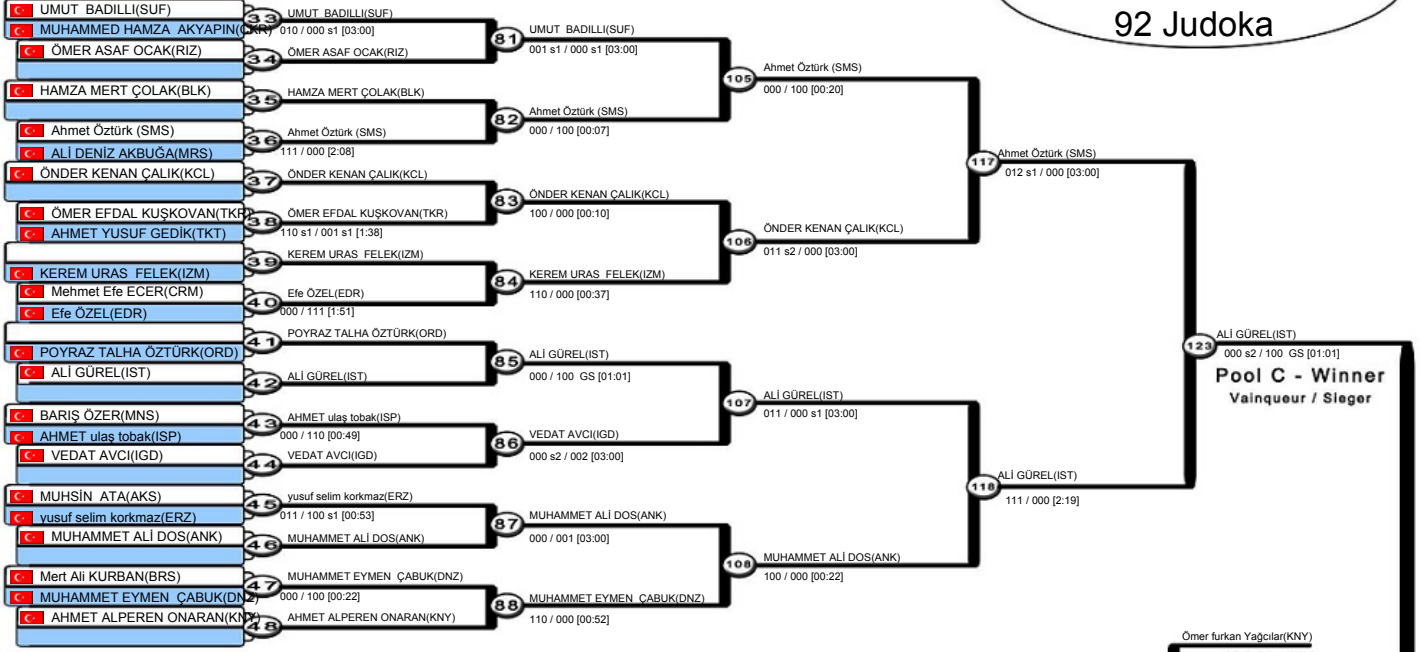 92 Judoka
UMUT BADILLI(SUF)
MUHAMMED HAMZA AKYAPIN(CKR)
33
UMUT BADILLI(SUF)
010 / 000 s1 [03:00]
ÖMER ASAF OCAK(RIZ)
34
ÖMER ASAF OCAK(RIZ)
81
UMUT BADILLI(SUF)
001 s1 / 000 s1 [03:00]
HAMZA MERT ÇOLAK(BLK)
35
HAMZA MERT ÇOLAK(BLK)
Ahmet Öztürk (SMS)
ALİ DENİZ AKBUĞA(MRS)
36
Ahmet Öztürk (SMS)
111 / 000 [2:08]
82
Ahmet Öztürk (SMS)
000 / 100 [00:07]
105
Ahmet Öztürk (SMS)
000 / 100 [00:20]
ÖNDER KENAN ÇALIK(KCL)
37
ÖNDER KENAN ÇALIK(KCL)
ÖMER EFDAL KUŞKOVAN(TKR)
AHMET YUSUF GEDİK(TKT)
38
ÖMER EFDAL KUŞKOVAN(TKR)
110 s1 / 001 s1 [1:38]
83
ÖNDER KENAN ÇALIK(KCL)
100 / 000 [00:10]
KEREM URAS FELEK(IZM)
39
KEREM URAS FELEK(IZM)
Mehmet Efe ECER(CRM)
Efe ÖZEL(EDR)
40
Efe ÖZEL(EDR)
000 / 111 [1:51]
84
KEREM URAS FELEK(IZM)
110 / 000 [00:37]
106
ÖNDER KENAN ÇALIK(KCL)
011 s2 / 000 [03:00]
117
Ahmet Öztürk (SMS)
012 s1 / 000 [03:00]
POYRAZ TALHA ÖZTÜRK(ORD)
41
POYRAZ TALHA ÖZTÜRK(ORD)
ALİ GÜREL(IST)
42
ALİ GÜREL(IST)
85
ALİ GÜREL(IST)
000 / 100 GS [01:01]
BARIŞ ÖZER(MNS)
AHMET ulaş tobak(ISP)
43
AHMET ulaş tobak(ISP)
000 / 110 [00:49]
VEDAT AVCI(IGD)
44
VEDAT AVCI(IGD)
86
VEDAT AVCI(IGD)
000 s2 / 002 [03:00]
107
ALİ GÜREL(IST)
011 / 000 s1 [03:00]
MUHSİN ATA(AKS)
yusuf selim korkmaz(ERZ)
45
yusuf selim korkmaz(ERZ)
011 / 100 s1 [00:53]
MUHAMMET ALİ DOS(ANK)
46
MUHAMMET ALİ DOS(ANK)
87
MUHAMMET ALİ DOS(ANK)
000 / 001 [03:00]
Mert Ali KURBAN(BRS)
MUHAMMET EYMEN ÇABUK(DNZ)
47
MUHAMMET EYMEN ÇABUK(DNZ)
000 / 100 [00:22]
AHMET ALPEREN ONARAN(KNY)
48
AHMET ALPEREN ONARAN(KNY)
88
MUHAMMET EYMEN ÇABUK(DNZ)
110 / 000 [00:52]
108
MUHAMMET ALİ DOS(ANK)
100 / 000 [00:22]
118
ALİ GÜREL(IST)
111 / 000 [2:19]
123
ALİ GÜREL(IST)
000 s2 / 100 GS [01:01]
Pool C - Winner
Vainqueur / Sieger
Ömer furkan Yağcılar(KNY)